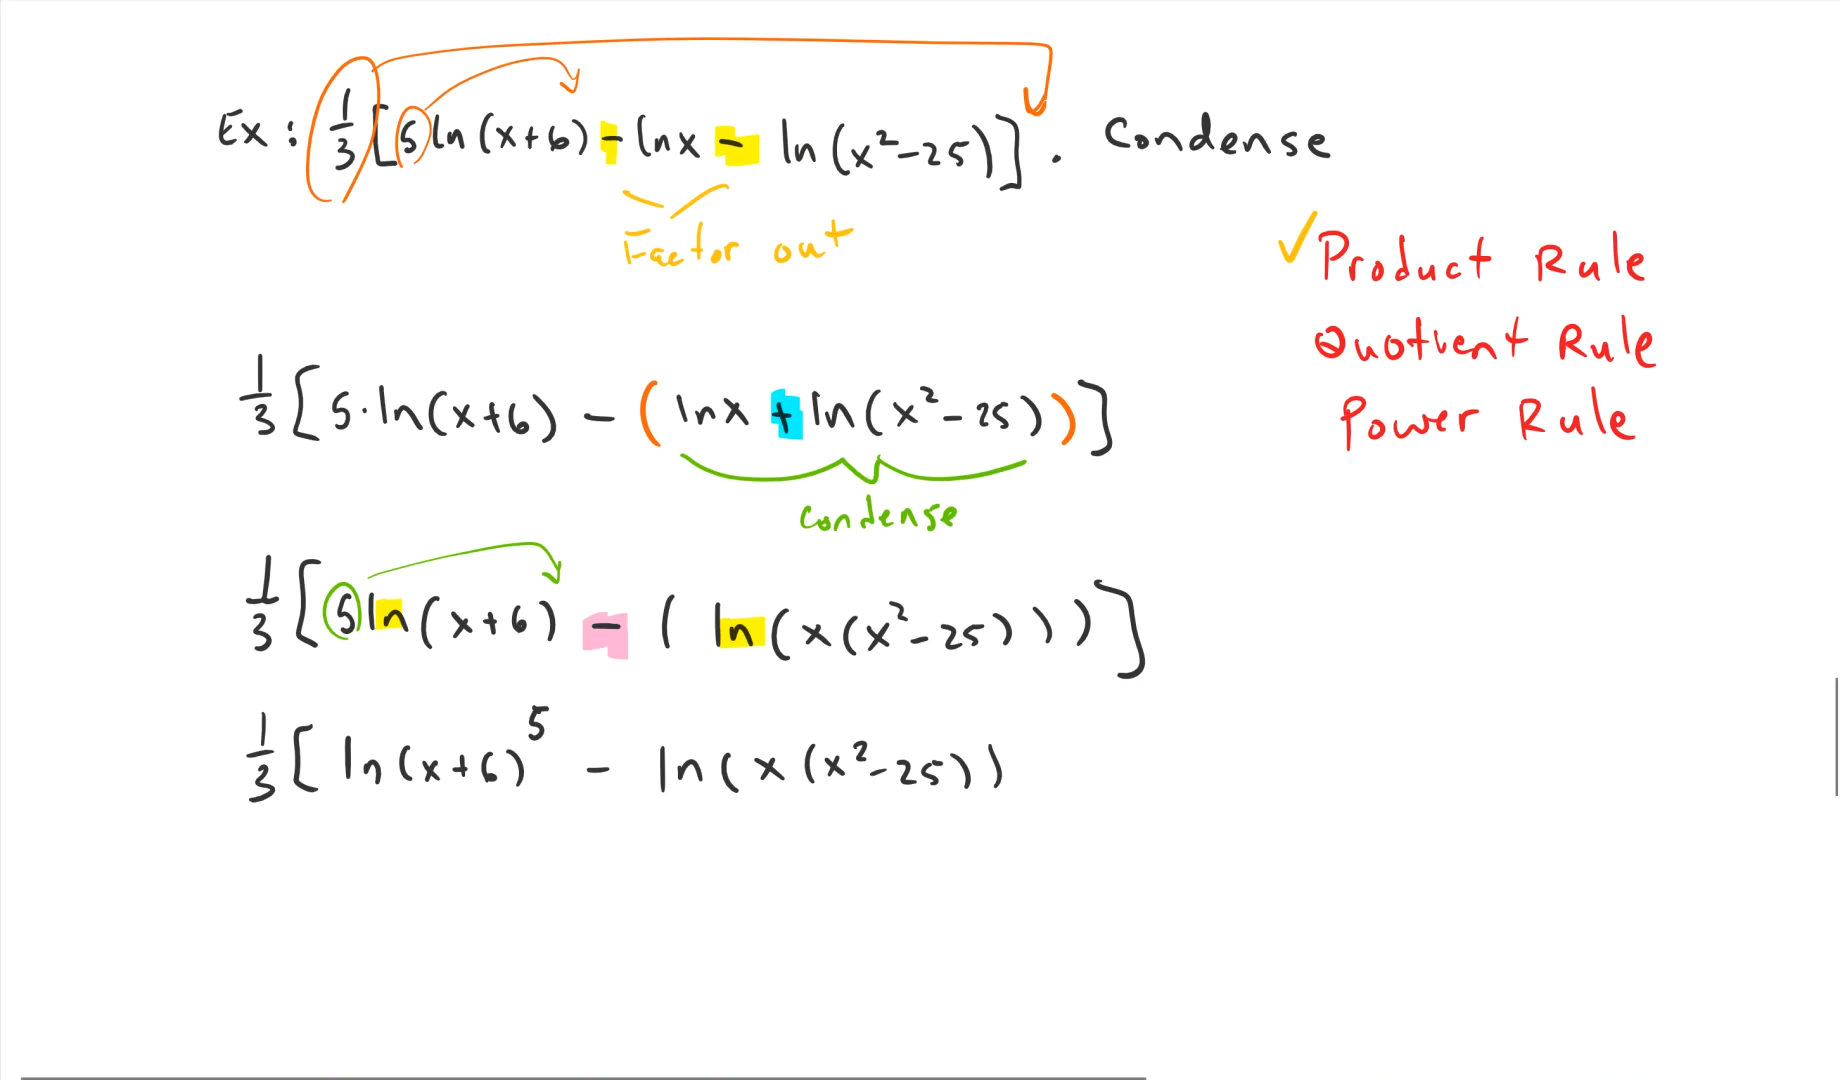 Ex: 1/3 [5 ln(x+6) - lnx - ln(x²-25)]. Condense
Factor out
✓Product Rule
Quotient Rule
Power Rule
1/3 [5·ln(x+6) - (lnx + ln(x²-25))]
Condense
1/3 [5ln(x+6) - (ln(x(x²-25)))]
1/3 [ln(x+6)⁵ - ln(x(x²-25))